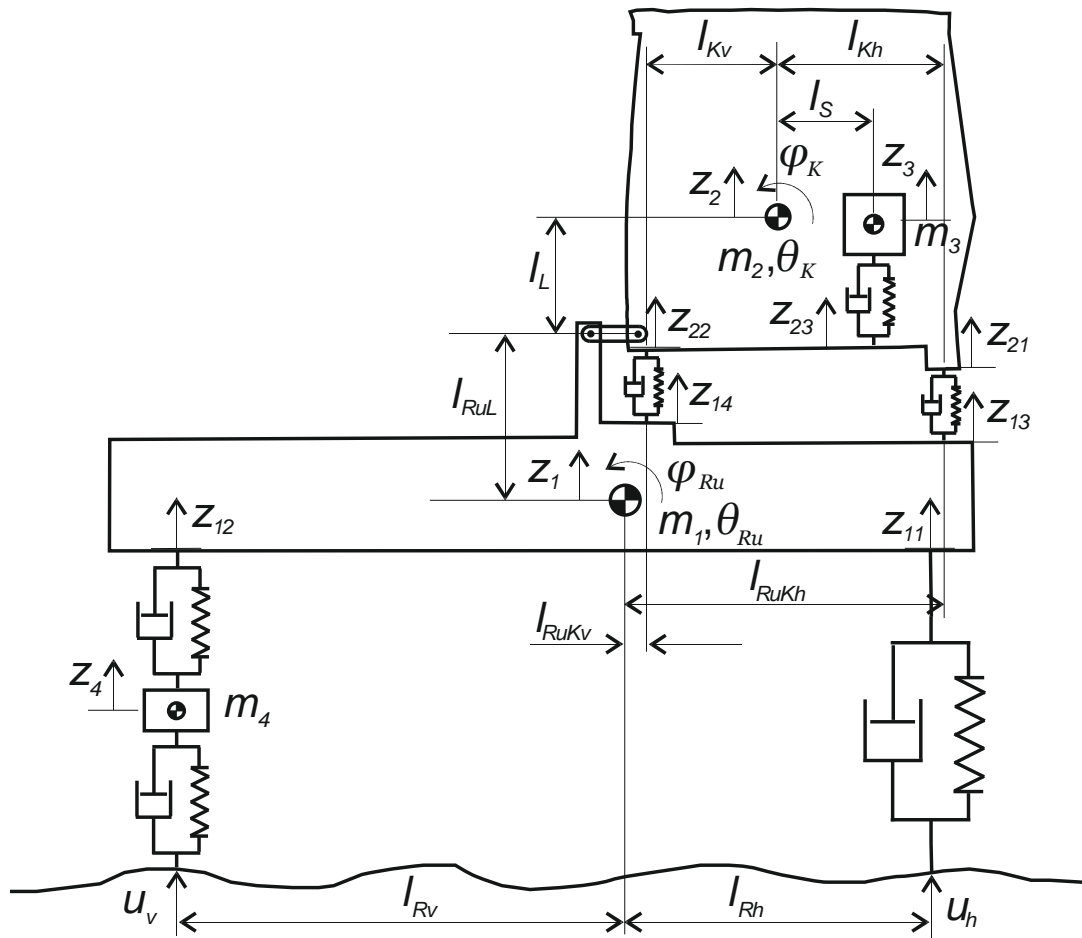 l_Kv l_Kh
l_S
φ_K z_3
z_2
m_3
m_2,θ_K
l_L
z_22 z_23 z_21
l_RuL z_14 z_13
z_1 φ_Ru
z_12 m_1,θ_Ru z_11
l_RuKh
l_RuKv
z_4
m_4
l_Rv l_Rh
u_v u_h